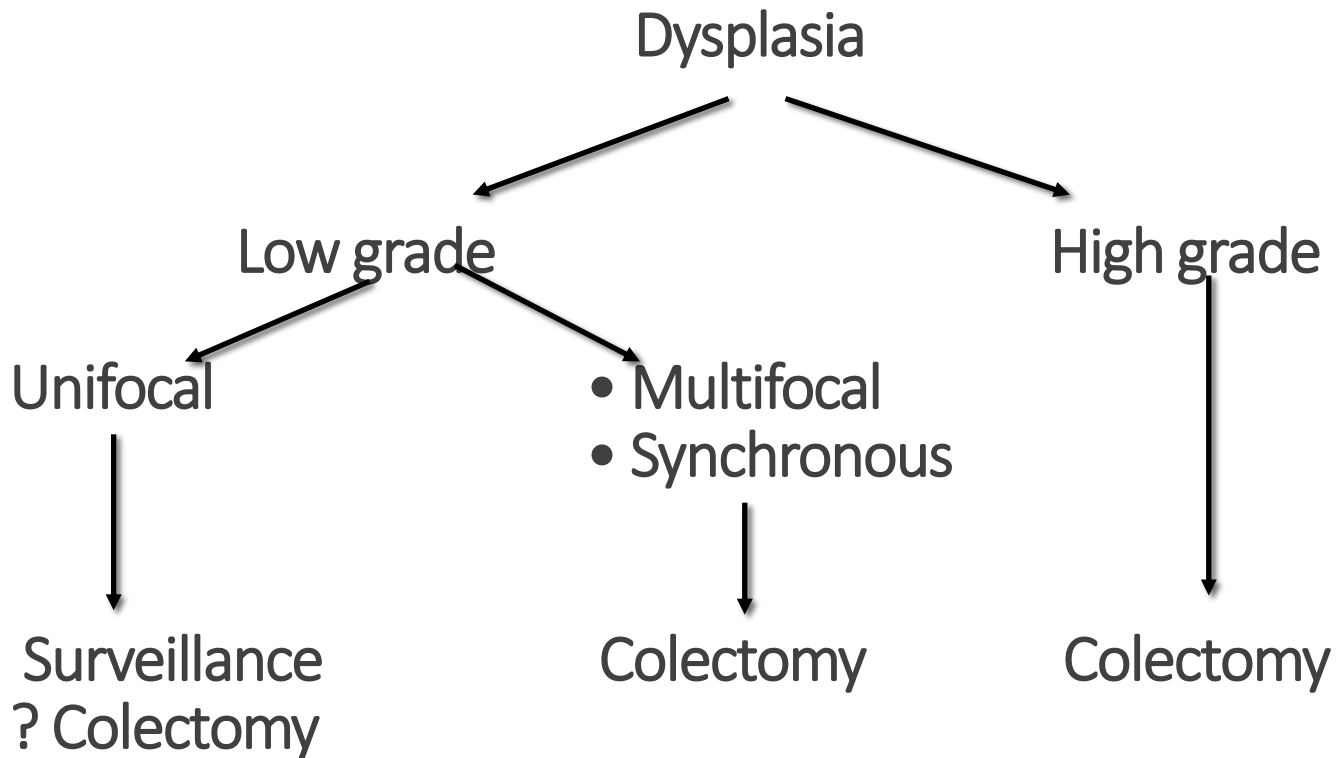 Dysplasia
Low grade
High grade
Unifocal
• Multifocal
• Synchronous
Surveillance
? Colectomy
Colectomy
Colectomy